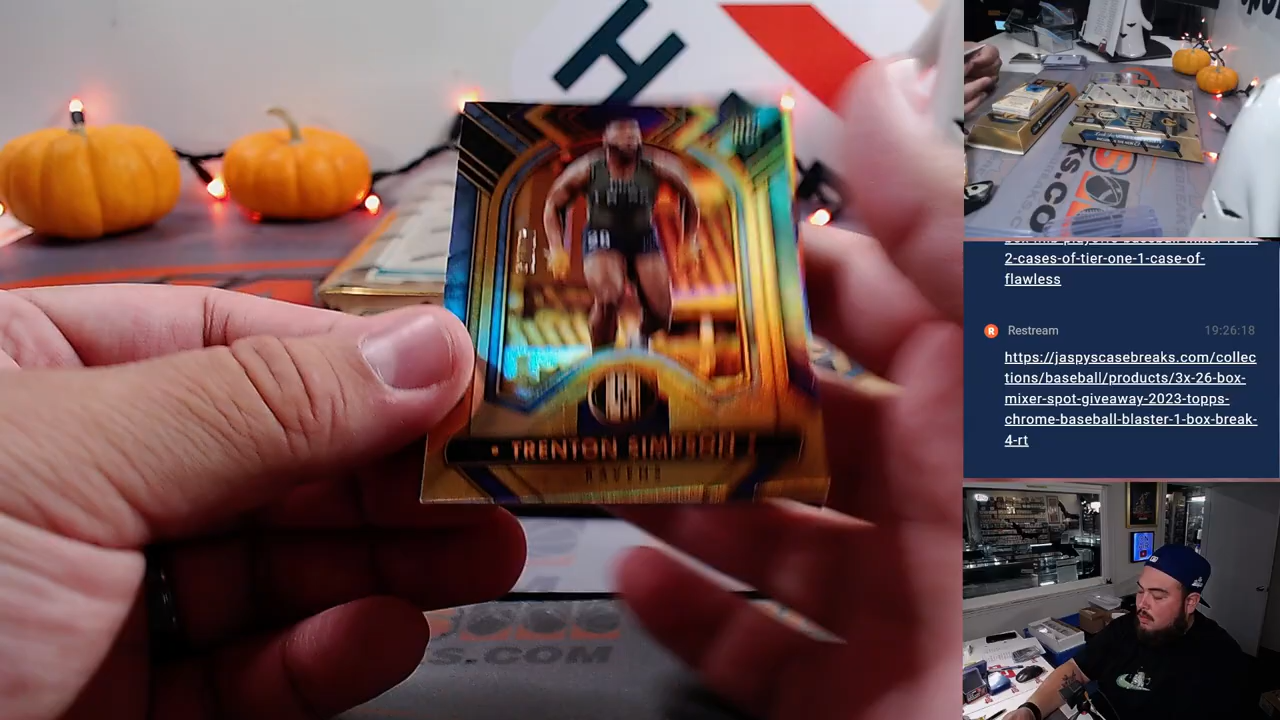 TRENTON SIMPSON
RAVENS
S.COM
2-cases-of-tier-one-1-case-of-
flawless
Restream
19:26:18
https://jaspyscasebreaks.com/collec
tions/baseball/products/3x-26-box-
mixer-spot-giveaway-2023-topps-
chrome-baseball-blaster-1-box-break-
4-rt